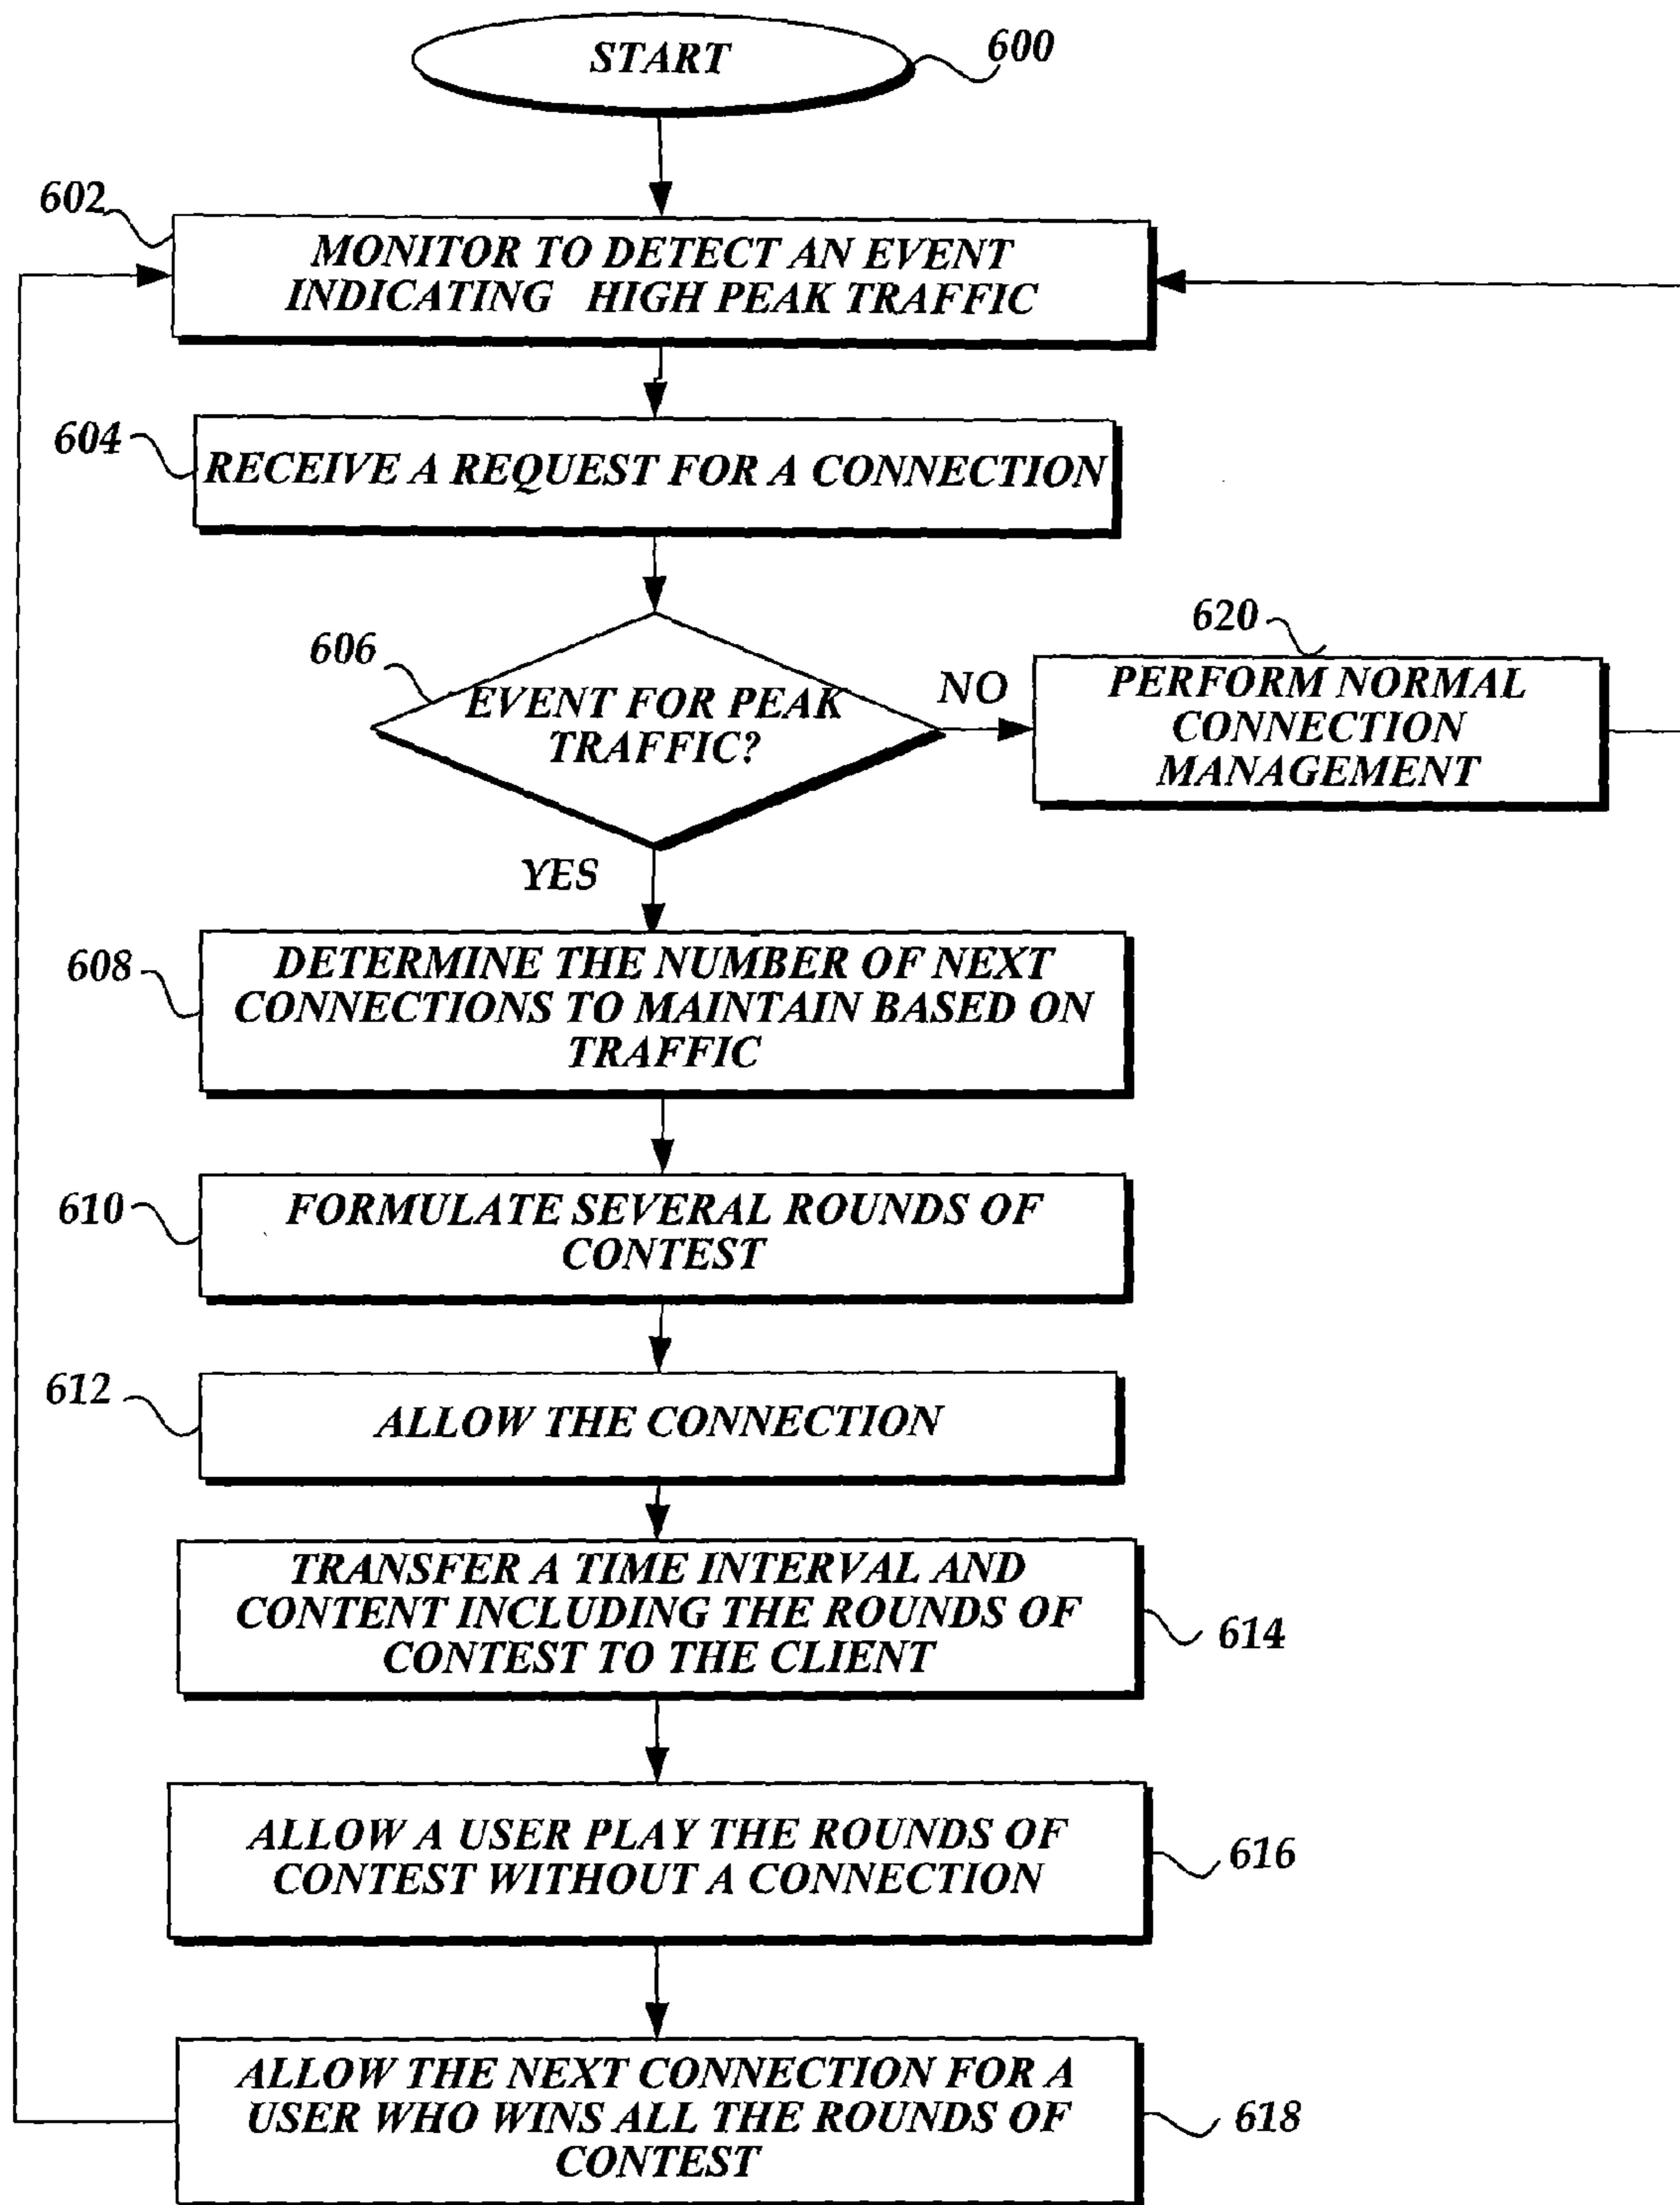 START
600
602
MONITOR TO DETECT AN EVENT
INDICATING HIGH PEAK TRAFFIC
604
RECEIVE A REQUEST FOR A CONNECTION
606
EVENT FOR PEAK
TRAFFIC?
NO
620
PERFORM NORMAL
CONNECTION
MANAGEMENT
YES
608
DETERMINE THE NUMBER OF NEXT
CONNECTIONS TO MAINTAIN BASED ON
TRAFFIC
610
FORMULATE SEVERAL ROUNDS OF
CONTEST
612
ALLOW THE CONNECTION
TRANSFER A TIME INTERVAL AND
CONTENT INCLUDING THE ROUNDS OF
CONTEST TO THE CLIENT
614
ALLOW A USER PLAY THE ROUNDS OF
CONTEST WITHOUT A CONNECTION
616
ALLOW THE NEXT CONNECTION FOR A
USER WHO WINS ALL THE ROUNDS OF
CONTEST
618